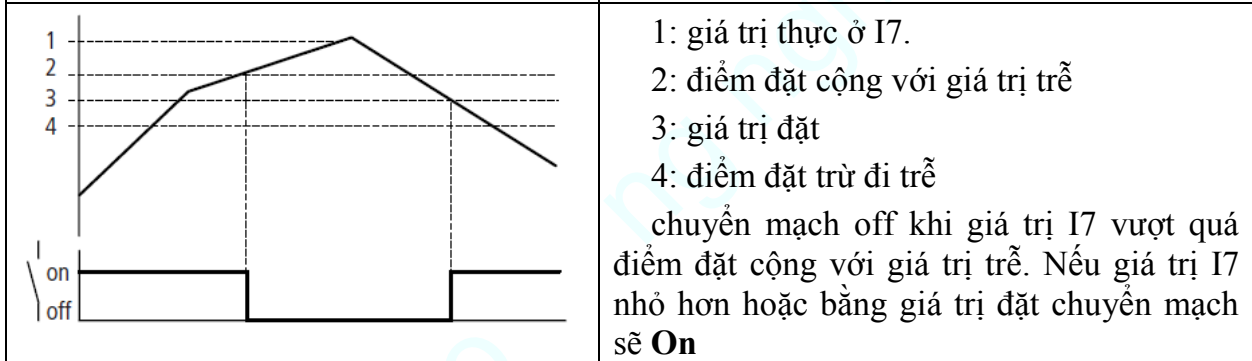 1
2
3
4
on
off
1: giá trị thực ở I7.
2: điểm đặt cộng với giá trị trễ
3: giá trị đặt
4: điểm đặt trừ đi trễ
chuyển mạch off khi giá trị I7 vượt quá
điểm đặt cộng với giá trị trễ. Nếu giá trị I7
nhỏ hơn hoặc bằng giá trị đặt chuyển mạch
sẽ On